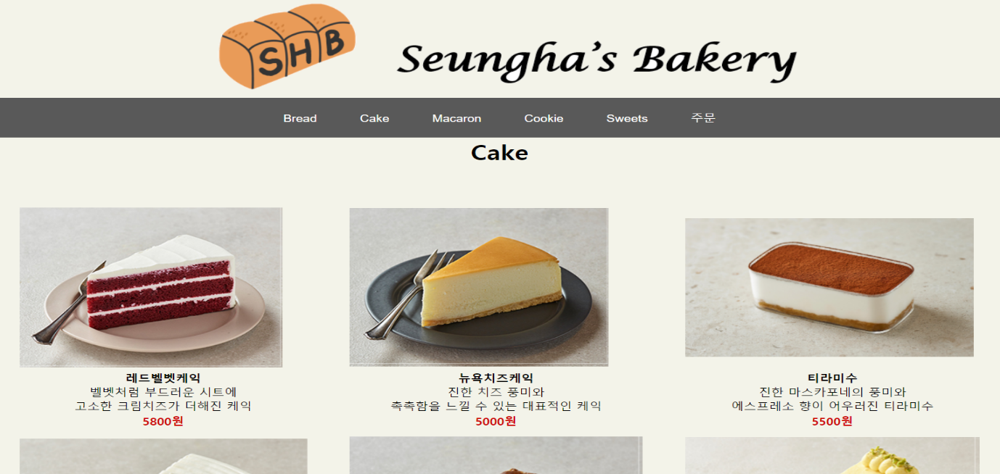 SHB
Seungha's Bakery
Bread Cake Macaron Cookie Sweets 주문
Cake
레드벨벳케익
벨벳처럼 부드러운 시트에
고소한 크림치즈가 더해진 케익
5800원
뉴욕치즈케익
진한 치즈 풍미와
촉촉함을 느낄 수 있는 대표적인 케익
5000원
티라미수
진한 마스카포네의 풍미와
에스프레소 향이 어우러진 티라미수
5500원